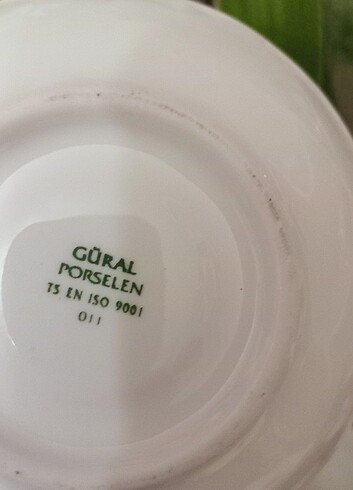 GÜRAL
PORSELEN
TS EN ISO 9001
011